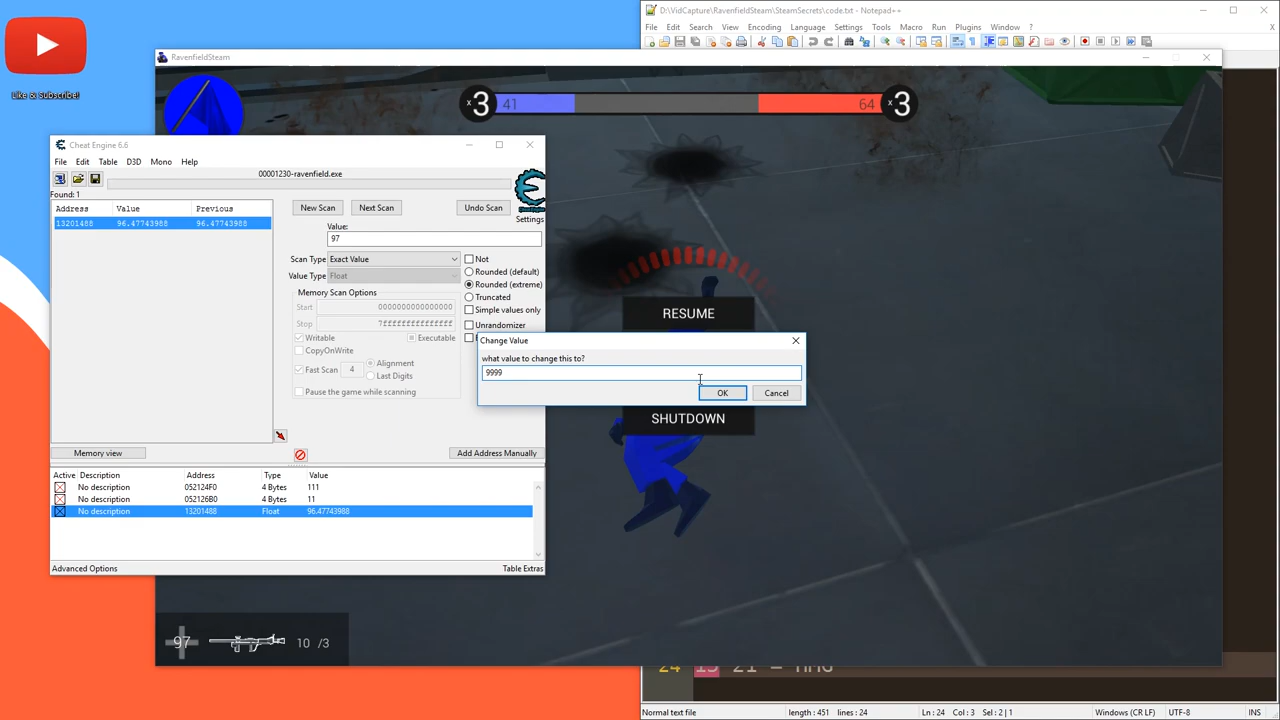 D:\VidCapture\RavenfieldSteam\SteamSecrets\code.txt - Notepad++
File Edit Search View Encoding Language Settings Tools Macro Run Plugins Window ? X
Like & Subscribe!
RavenfieldSteam
x3 41 64 x3
Cheat Engine 6.6
File Edit Table D3D Mono Help
00001230-ravenfield.exe
Found: 1
Address Value Previous
13201488 96.47743988 96.47743988
New Scan Next Scan Undo Scan
Settings
Value:
97
Scan Type Exact Value Not
Value Type Float Rounded (default)
Rounded (extreme)
Memory Scan Options Truncated
Start 0000000000000000 Simple values only
Stop 7fffffffffffffff Unrandomizer
Writable Executable
CopyOnWrite
Fast Scan 4 Alignment
Last Digits
Pause the game while scanning
RESUME
Change Value
what value to change this to?
9999
OK Cancel
SHUTDOWN
Memory view Add Address Manually
Active Description Address Type Value
No description 052124F0 4 Bytes 111
No description 052126B0 4 Bytes 11
No description 13201488 Float 96.47743988
Advanced Options Table Extras
97 10 /3
24 15 21 = HMG
Normal text file length : 451 lines : 24 Ln : 24 Col : 3 Sel : 2 | 1 Windows (CR LF) UTF-8 INS